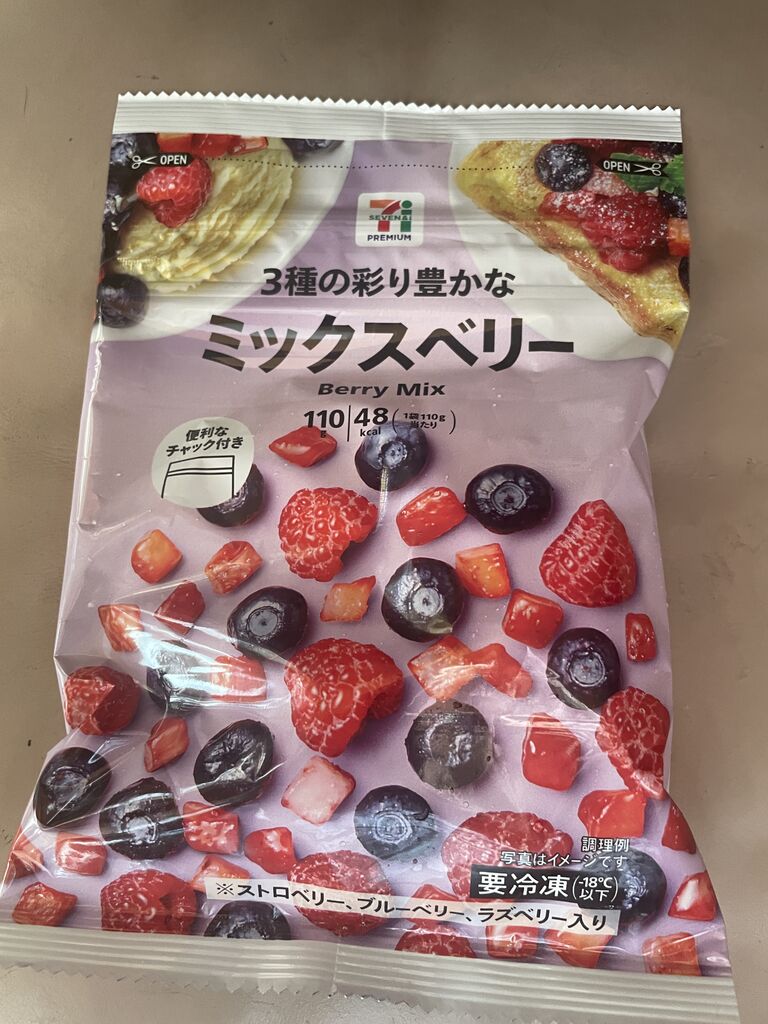 OPEN
OPEN
7i
SEVEN&i
PREMIUM
3種の彩り豊かな
ミックスベリー
Berry Mix
110g 48kcal (1袋110g当たり)
便利な
チャック付き
調理例
写真はイメージです
要冷凍(-18℃以下)
※ストロベリー、ブルーベリー、ラズベリー入り